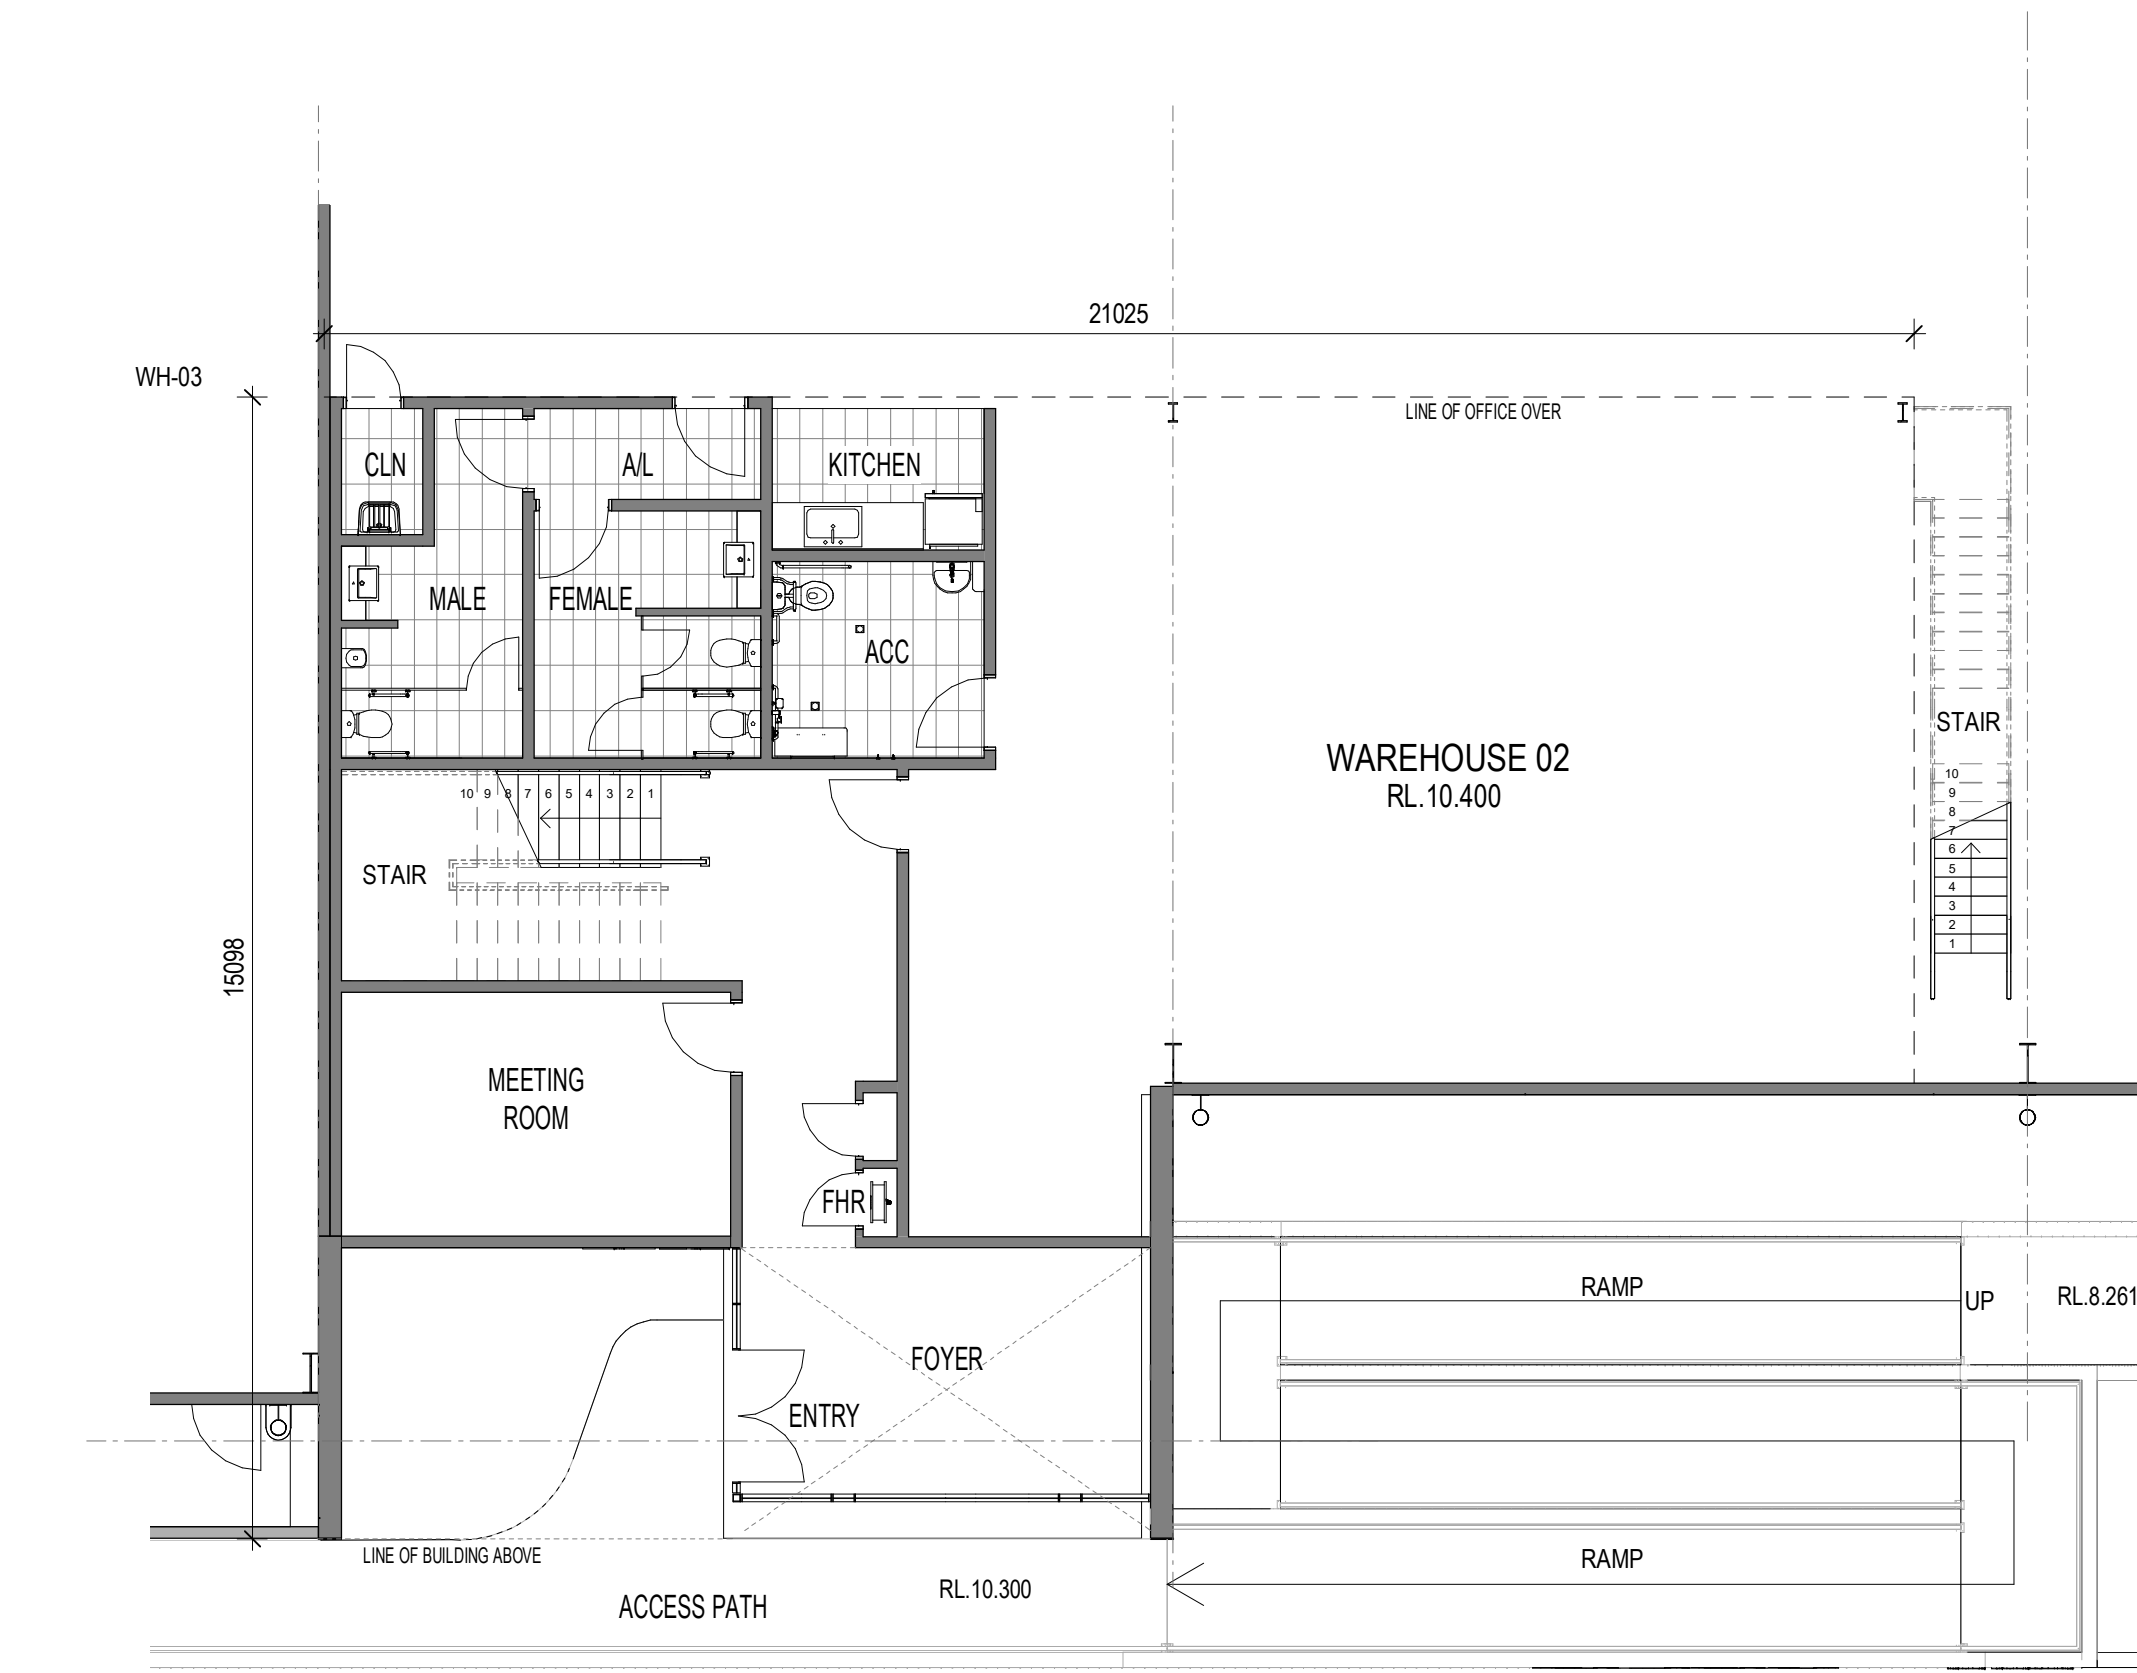 21025
WH-03
LINE OF OFFICE OVER
CLN
A/L
KITCHEN
MALE
FEMALE
ACC
STAIR
WAREHOUSE 02
RL.10.400
10 9 8 7 6 5 4 3 2 1
10
9
8
7
6
5
4
3
2
1
STAIR
15098
MEETING
ROOM
FHR
RAMP
UP
RL.8.261
FOYER
ENTRY
LINE OF BUILDING ABOVE
RAMP
RL.10.300
ACCESS PATH